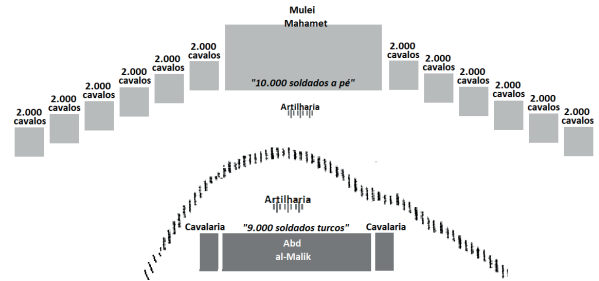 Mulei
Mahamet
2.000
cavalos
2.000
cavalos
2.000
cavalos
2.000
cavalos
2.000
cavalos
2.000
cavalos
2.000
cavalos
2.000
cavalos
2.000
cavalos
2.000
cavalos
2.000
cavalos
2.000
cavalos
"10.000 soldados a pé"
Artilharia
Artilharia
Cavalaria
"9.000 soldados turcos"
Cavalaria
Abd
al-Malik